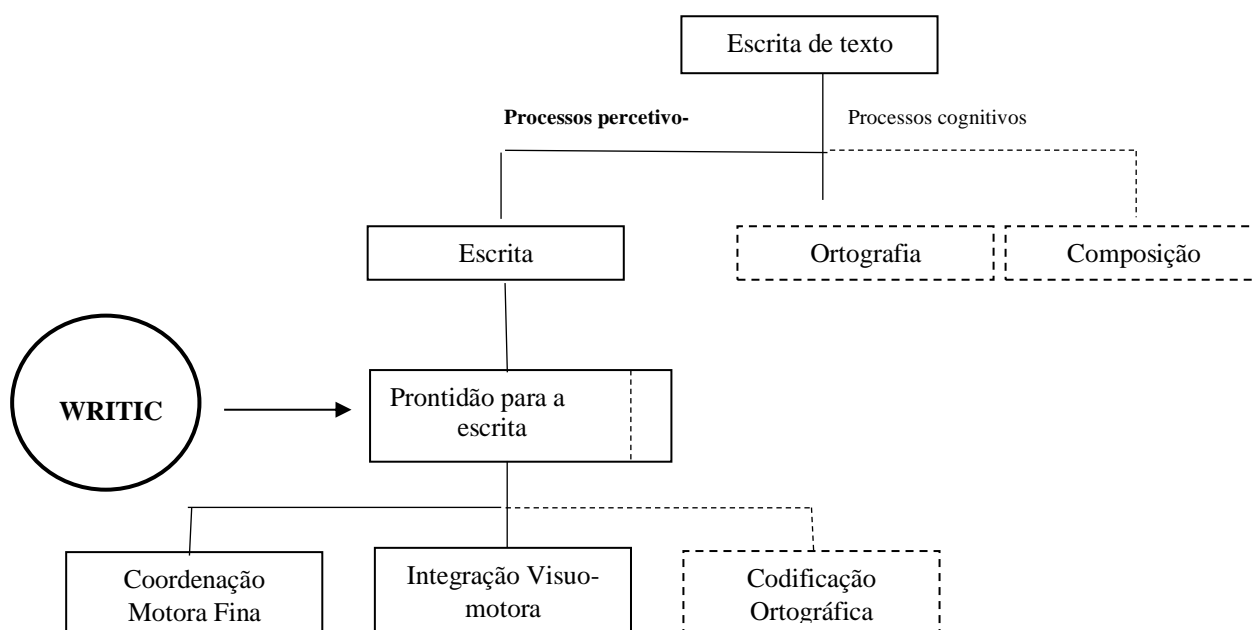 Escrita de texto
Processos percetivo-
Processos cognitivos
Escrita
Ortografia
Composição
WRITIC
Prontidão para a
escrita
Coordenação
Motora Fina
Integração Visuo-
motora
Codificação
Ortográfica